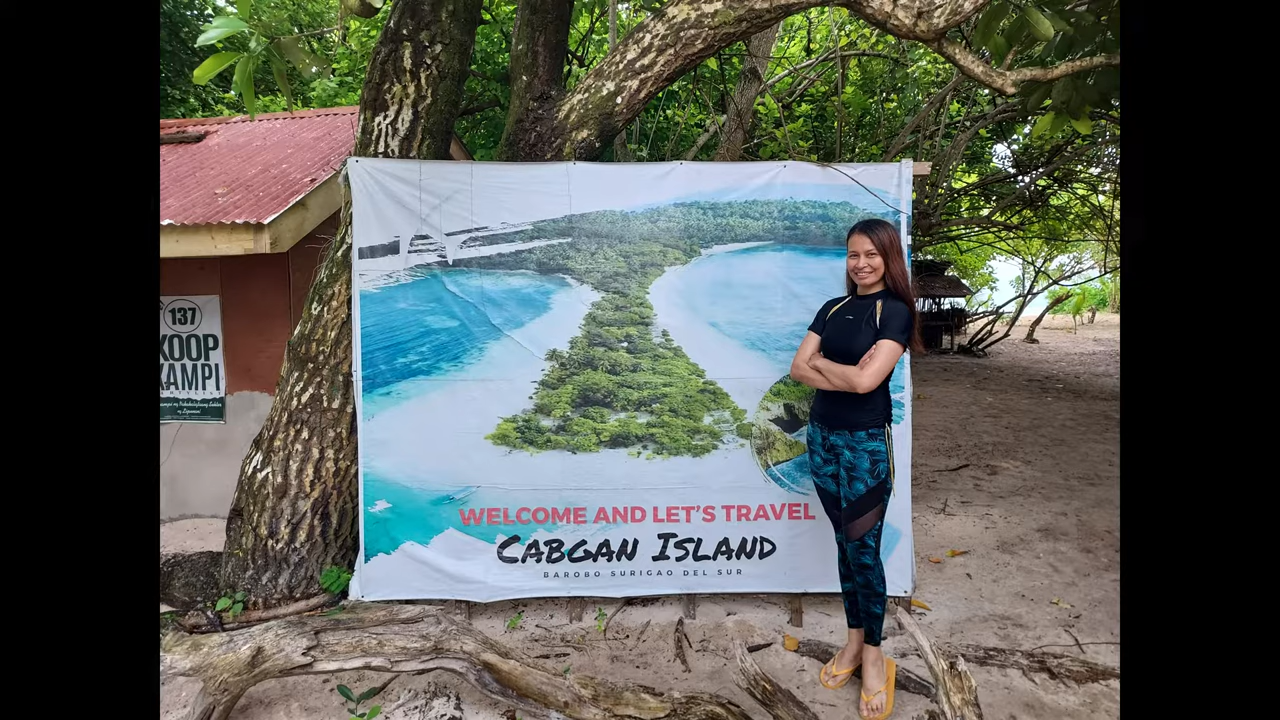 137
KOOP
KAMPI
WELCOME AND LET'S TRAVEL
CABGAN ISLAND
BAROBO SURIGAO DEL SUR